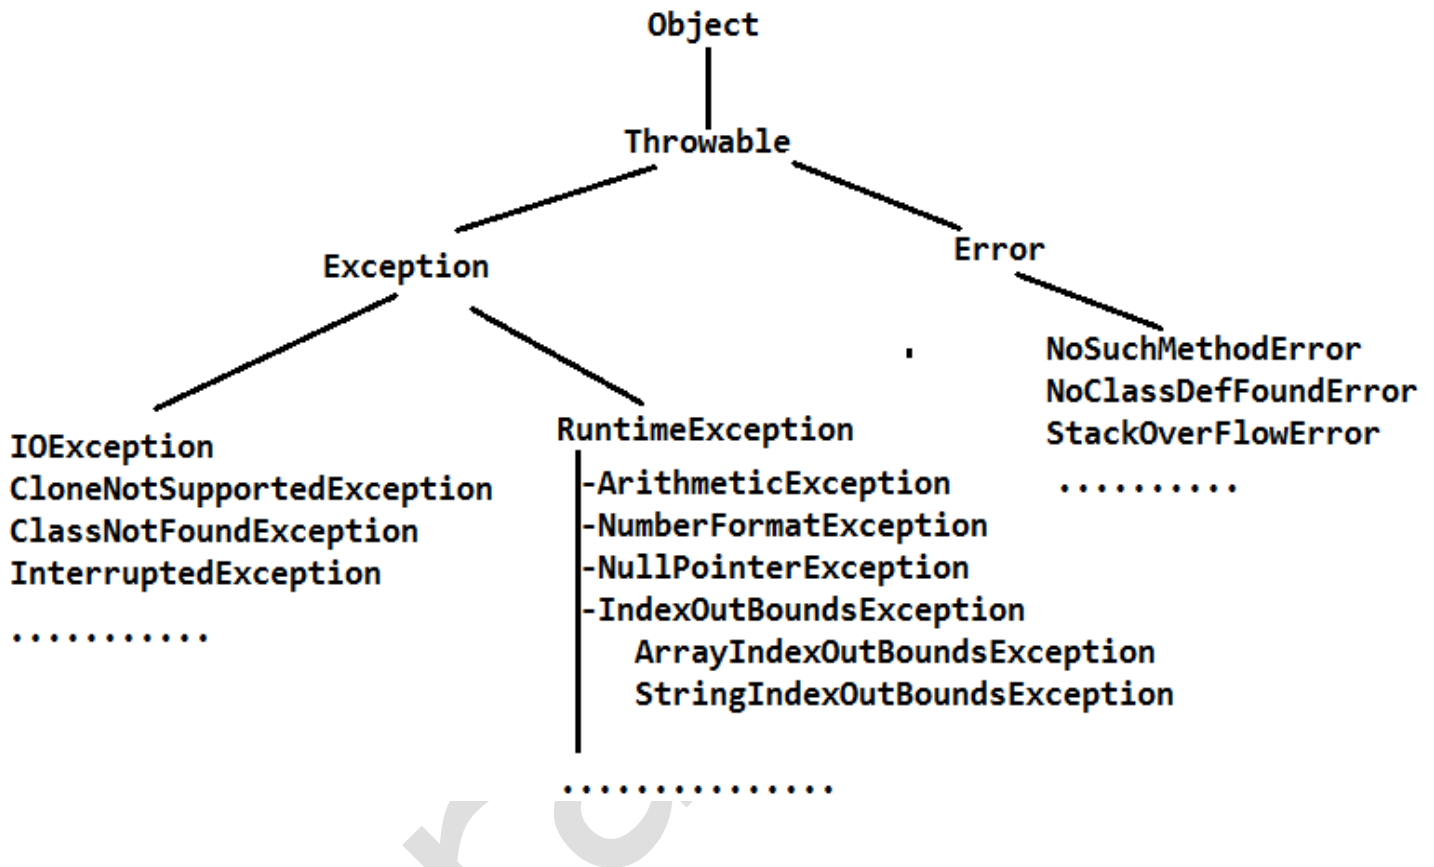 Object
Throwable
Exception
Error
IOException
CloneNotSupportedException
ClassNotFoundException
InterruptedException
...........
RuntimeException
-ArithmeticException
-NumberFormatException
-NullPointerException
-IndexOutBoundsException
ArrayIndexOutBoundsException
StringIndexOutBoundsException
...............
NoSuchMethodError
NoClassDefFoundError
StackOverFlowError
..........